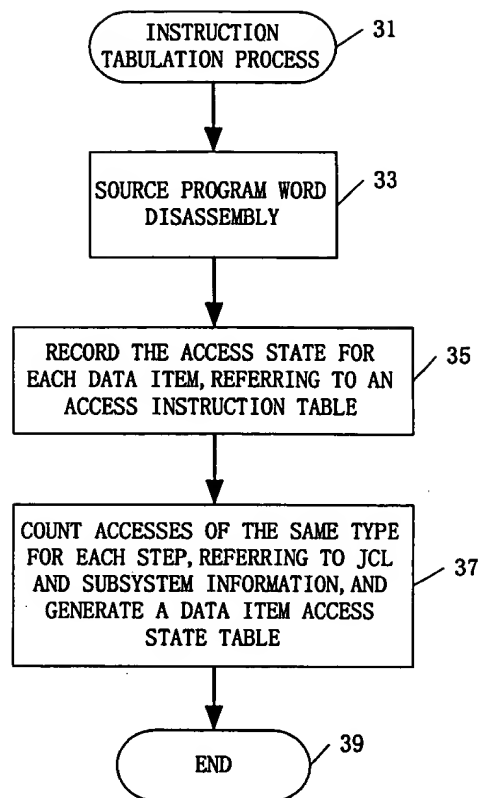 INSTRUCTION
TABULATION PROCESS
31
SOURCE PROGRAM WORD
DISASSEMBLY
33
RECORD THE ACCESS STATE FOR
EACH DATA ITEM, REFERRING TO AN
ACCESS INSTRUCTION TABLE
35
COUNT ACCESSES OF THE SAME TYPE
FOR EACH STEP, REFERRING TO JCL
AND SUBSYSTEM INFORMATION, AND
GENERATE A DATA ITEM ACCESS
STATE TABLE
37
END
39